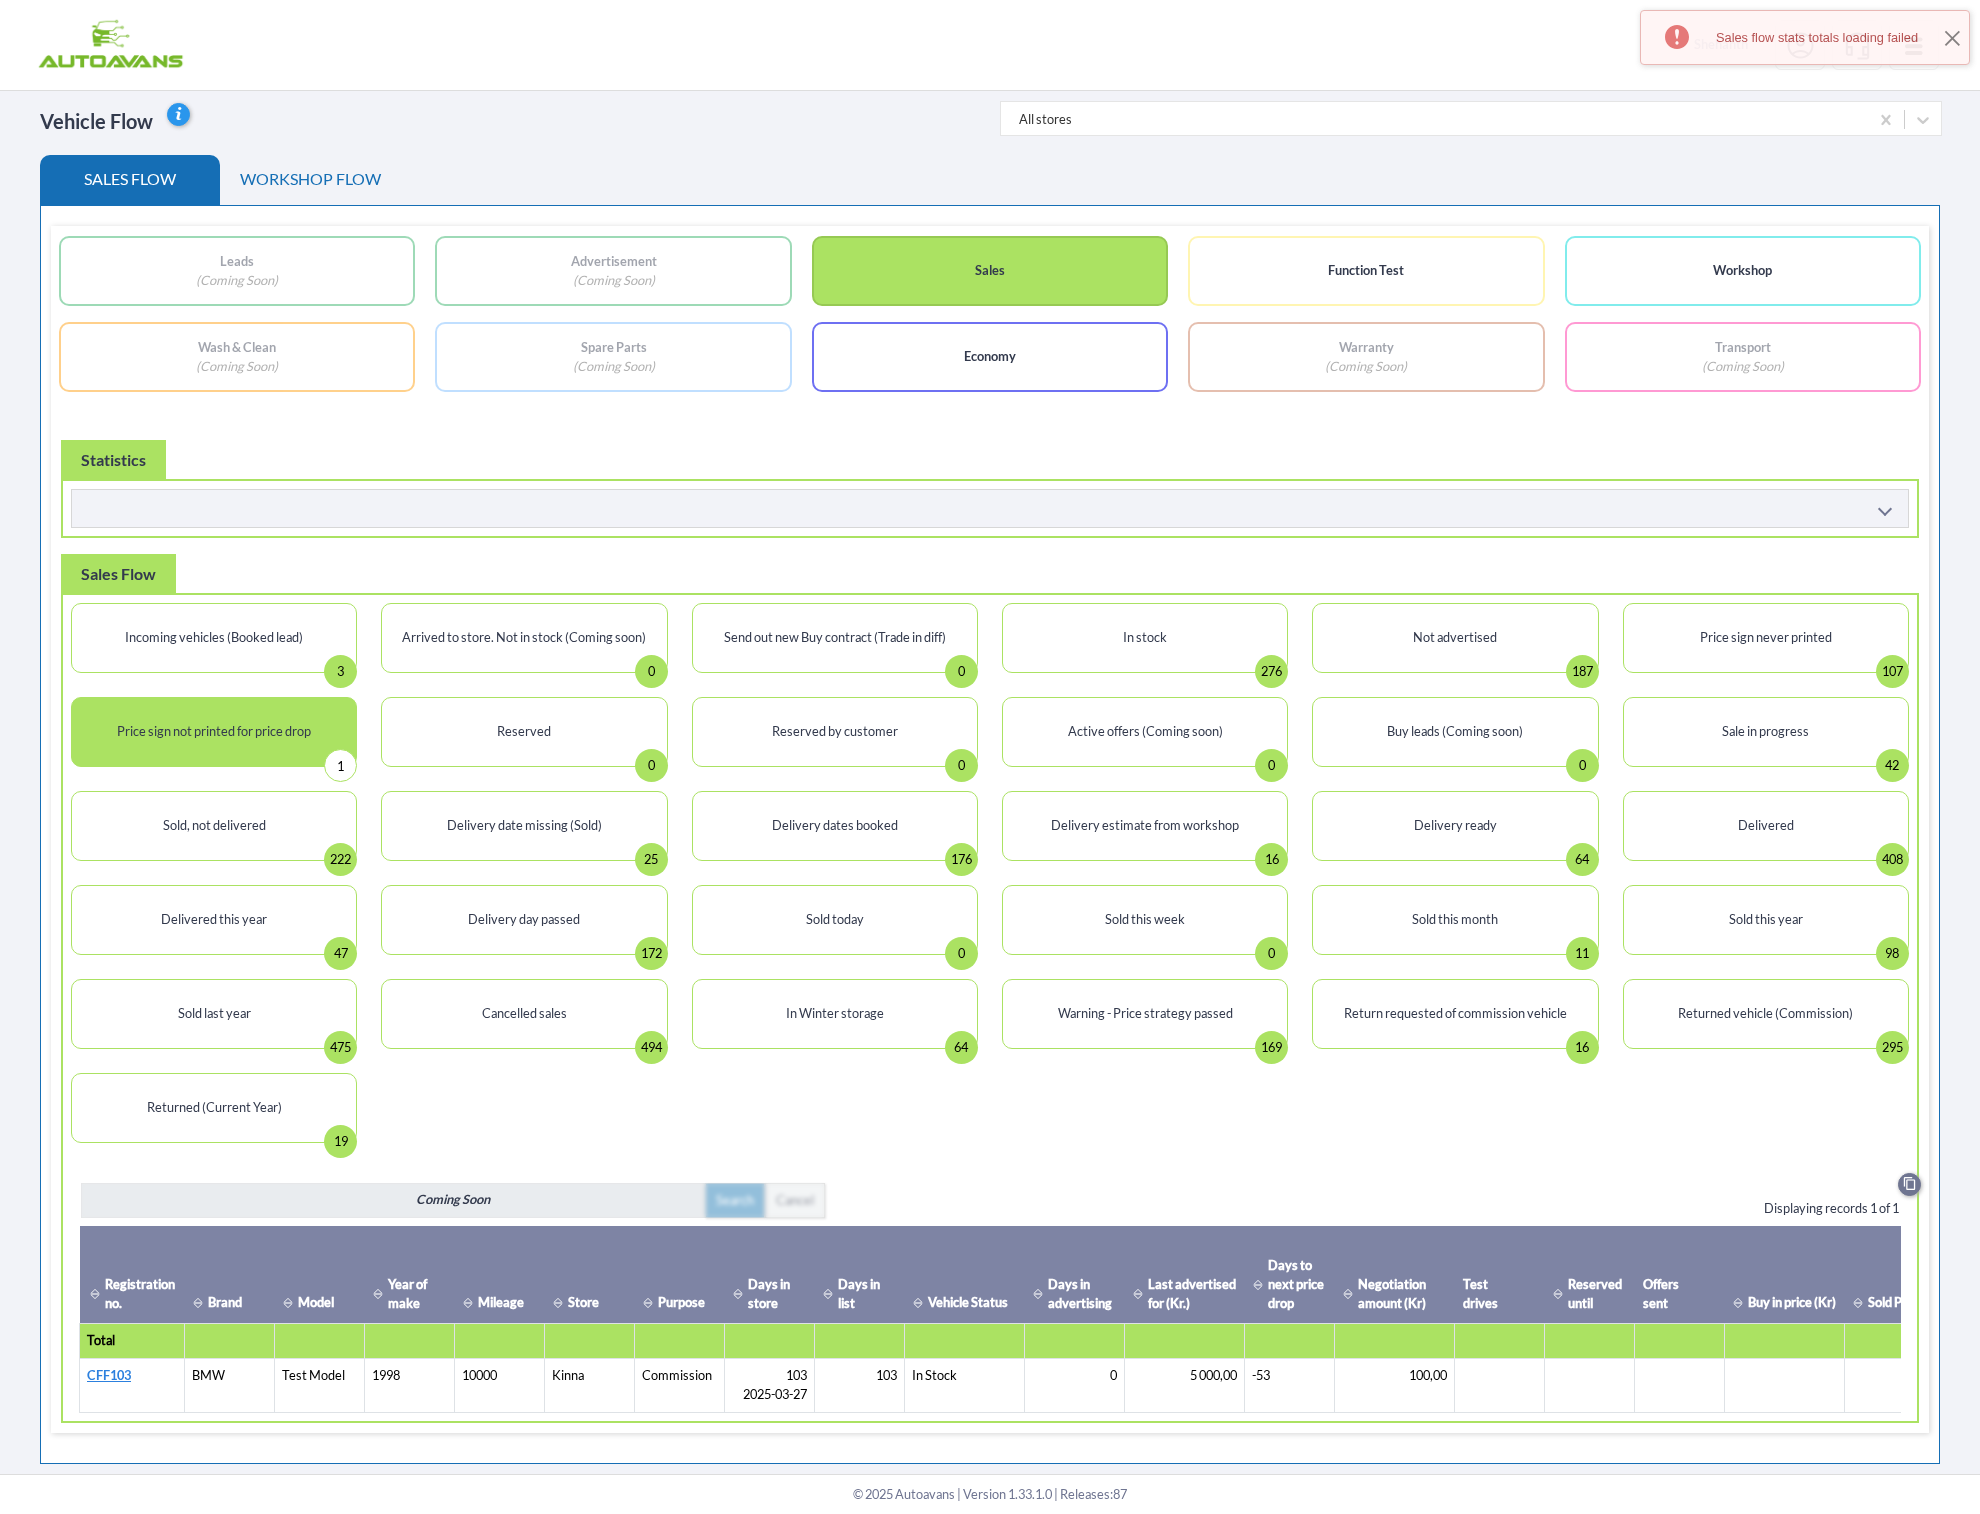 AUTOAVANS
Sales flow stats totals loading failed
Vehicle Flow
All stores
SALES FLOW
WORKSHOP FLOW
Leads
(Coming Soon)
Advertisement
(Coming Soon)
Sales
Function Test
Workshop
Wash & Clean
(Coming Soon)
Spare Parts
(Coming Soon)
Economy
Warranty
(Coming Soon)
Transport
(Coming Soon)
Statistics
Sales Flow
Incoming vehicles (Booked lead)
3
Arrived to store. Not in stock (Coming soon)
0
Send out new Buy contract (Trade in diff)
0
In stock
276
Not advertised
187
Price sign never printed
107
Price sign not printed for price drop
1
Reserved
0
Reserved by customer
0
Active offers (Coming soon)
0
Buy leads (Coming soon)
0
Sale in progress
42
Sold, not delivered
222
Delivery date missing (Sold)
25
Delivery dates booked
176
Delivery estimate from workshop
16
Delivery ready
64
Delivered
408
Delivered this year
47
Delivery day passed
172
Sold today
0
Sold this week
0
Sold this month
11
Sold this year
98
Sold last year
475
Cancelled sales
494
In Winter storage
64
Warning - Price strategy passed
169
Return requested of commission vehicle
16
Returned vehicle (Commission)
295
Returned (Current Year)
19
Coming Soon
Search
Cancel
Displaying records 1 of 1
Registration
no.
Brand
Model
Year of
make
Mileage
Store
Purpose
Days in
store
Days in
list
Vehicle Status
Days in
advertising
Last advertised
for (Kr.)
Days to
next price
drop
Negotiation
amount (Kr)
Test
drives
Reserved
until
Offers
sent
Buy in price (Kr)
Sold P
Total
CFF103
BMW
Test Model
1998
10000
Kinna
Commission
103
2025-03-27
103
In Stock
0
5 000,00
-53
100,00
© 2025 Autoavans | Version 1.33.1.0 | Releases:87